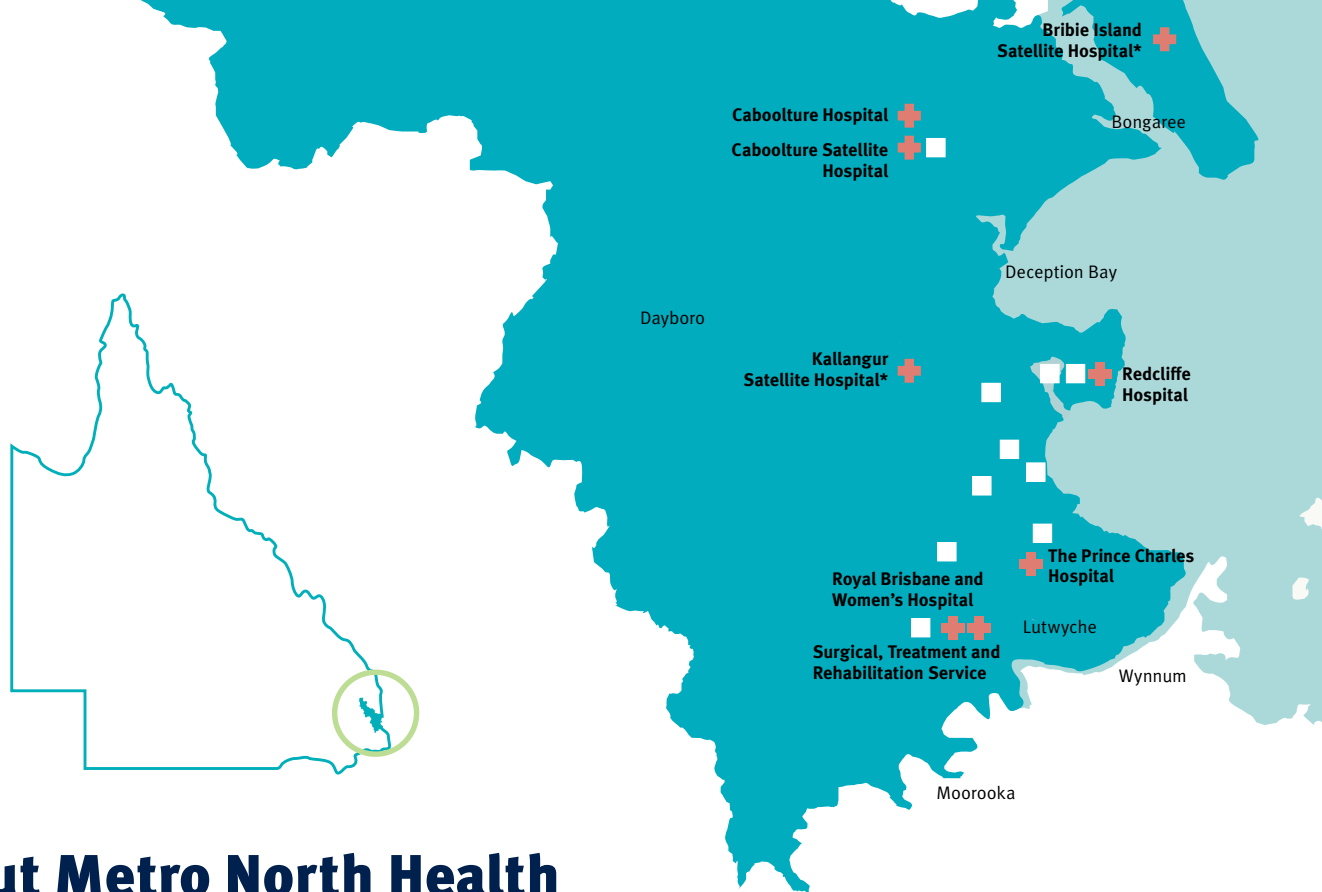 Bribie Island
Satellite Hospital*
Caboolture Hospital
Bongaree
Caboolture Satellite
Hospital
Deception Bay
Dayboro
Kallangur
Satellite Hospital*
Redcliffe
Hospital
The Prince Charles
Hospital
Royal Brisbane and
Women's Hospital
Lutwyche
Surgical, Treatment and
Rehabilitation Service
Wynnum
Moorooka
ut Metro North Health